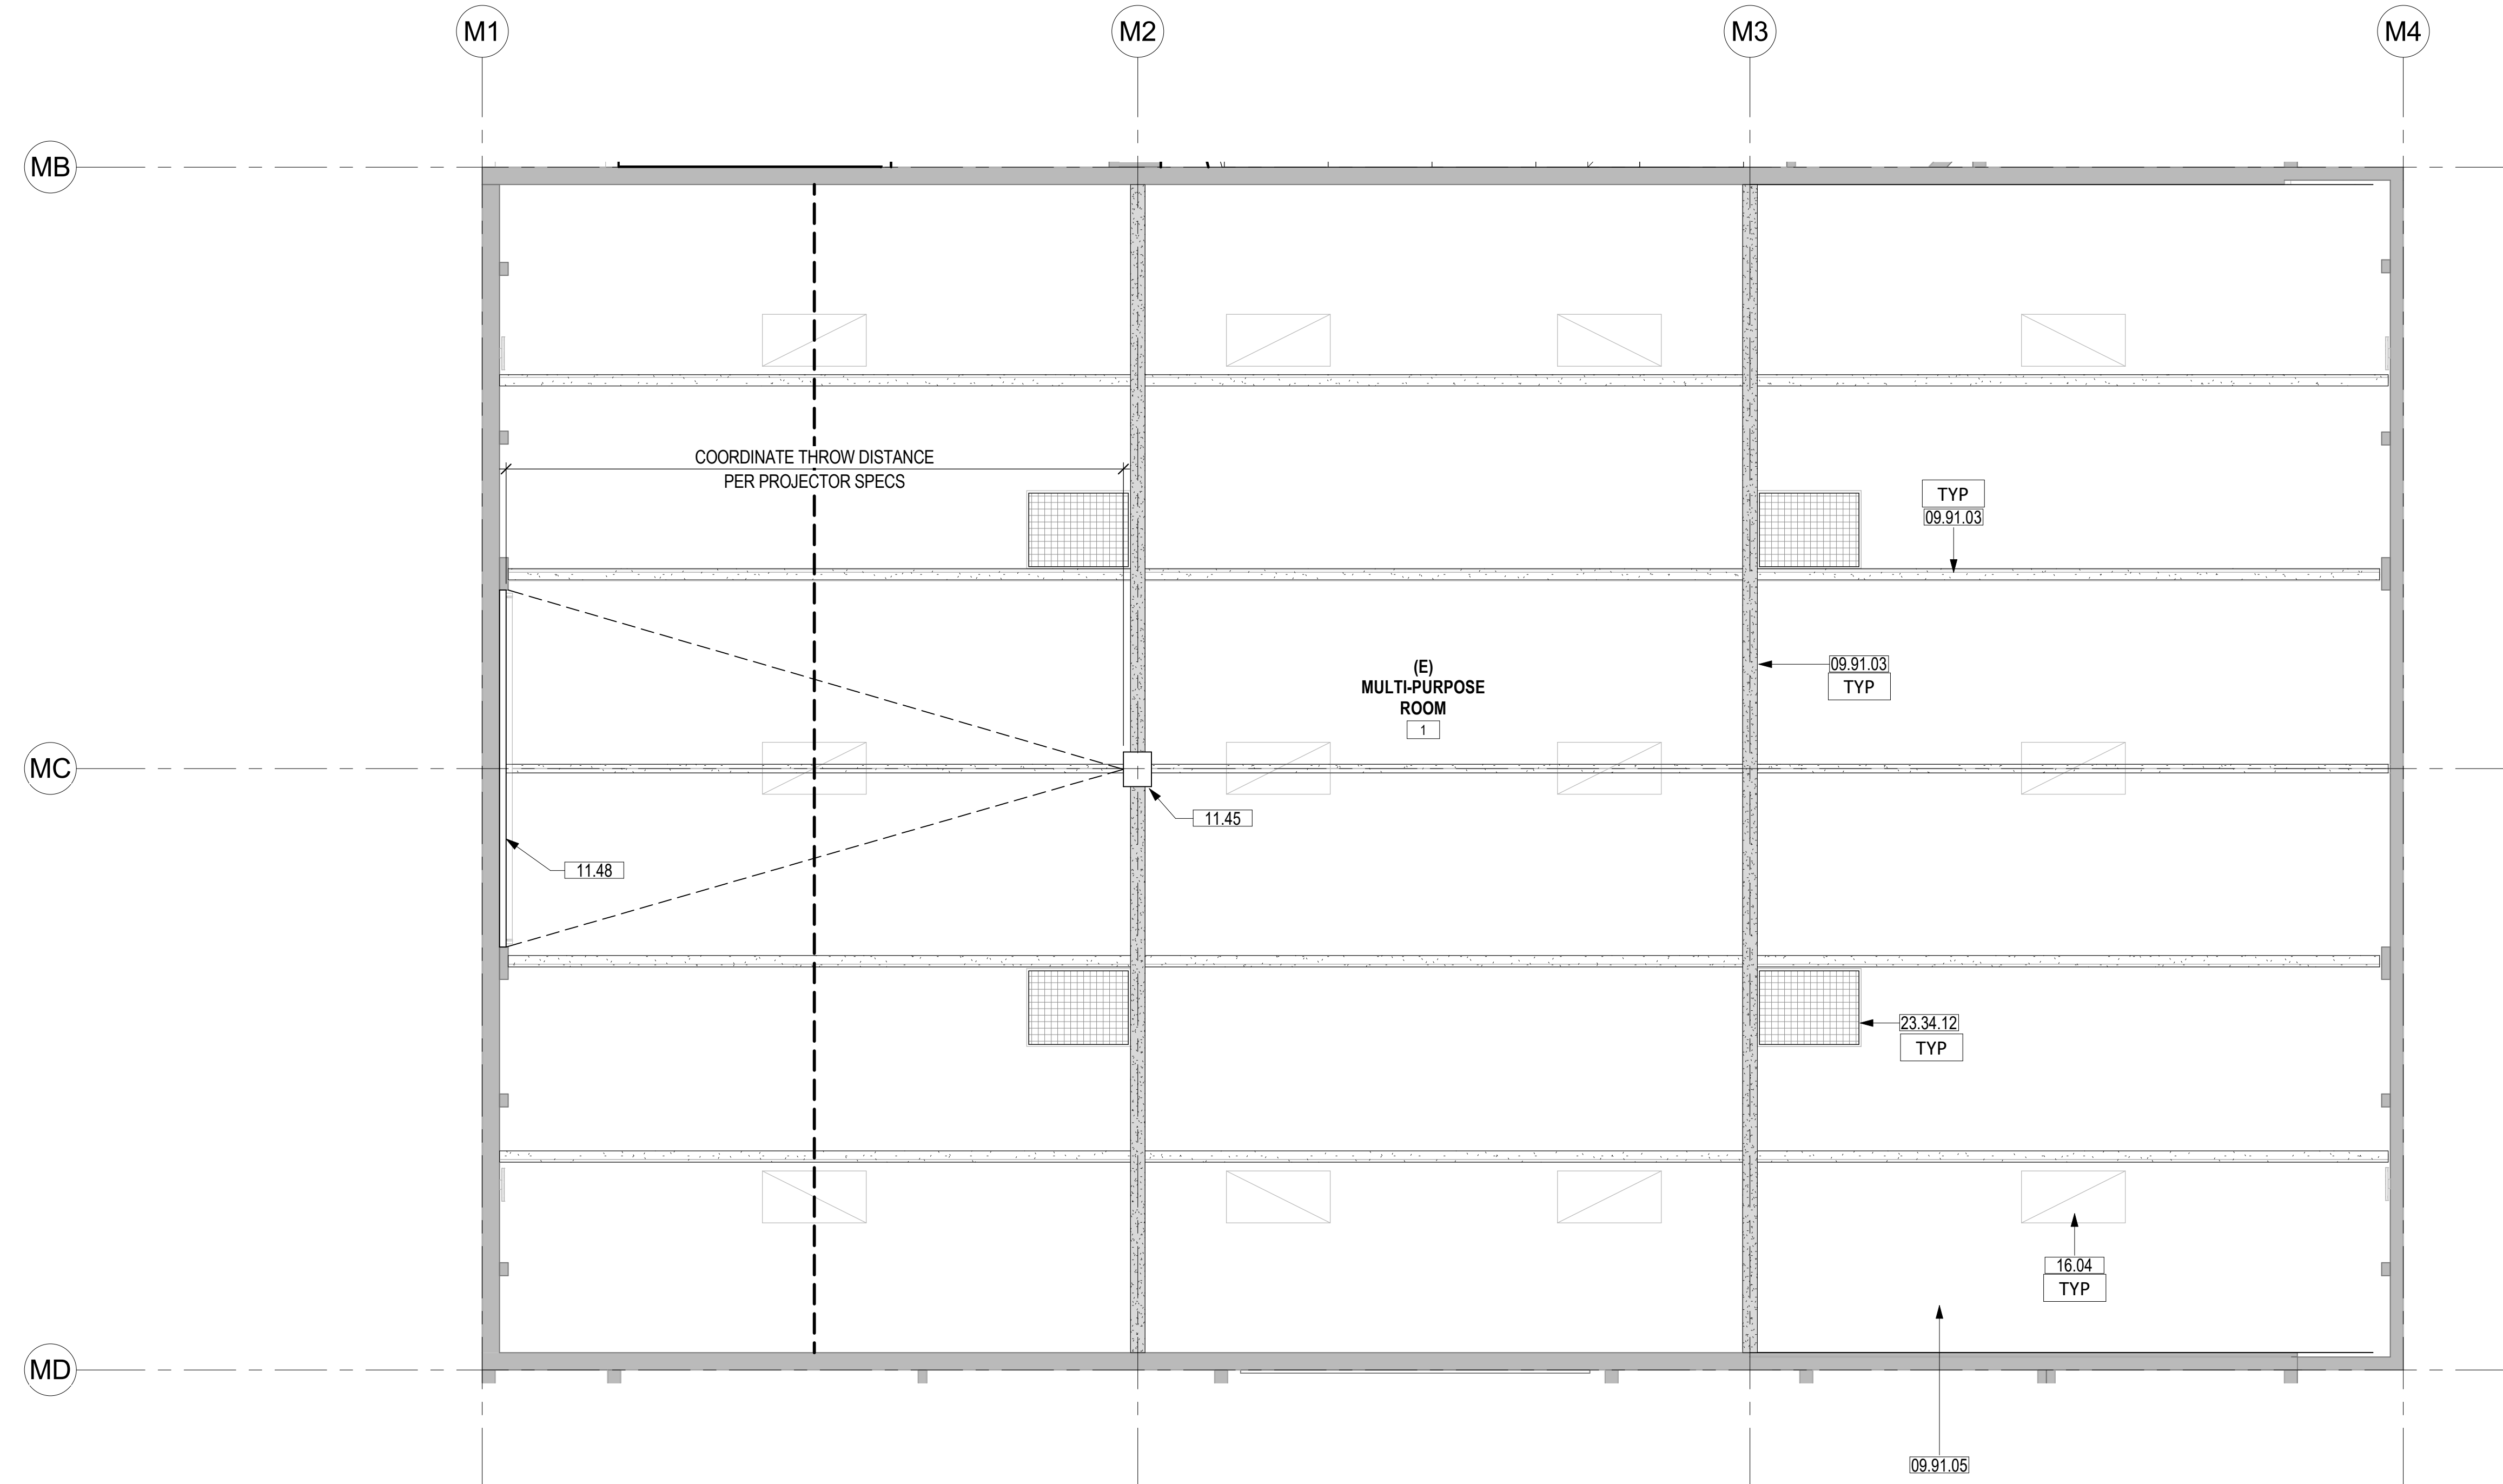 M1
M2
M3
M4
MB
COORDINATE THROW DISTANCE
PER PROJECTOR SPECS
TYP
09.91.03
(E)
MULTI-PURPOSE
ROOM
1
09.91.03
TYP
MC
11.45
11.48
23.34.12
TYP
16.04
TYP
MD
09.91.05